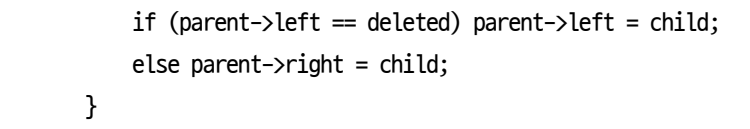 if (parent->left == deleted) parent->left = child;
else parent->right = child;
}